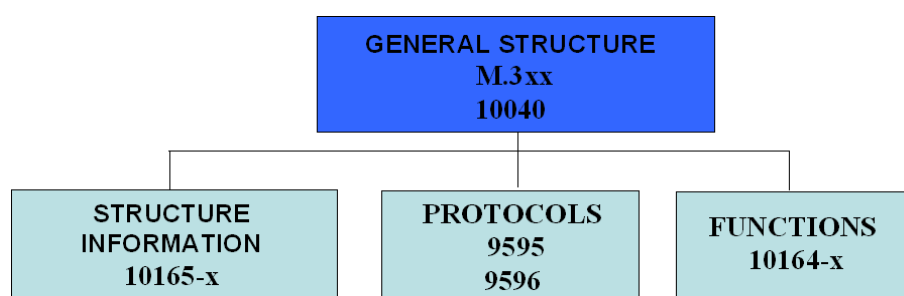 GENERAL STRUCTURE
M.3xx
10040
STRUCTURE
INFORMATION
10165-x
PROTOCOLS
9595
9596
FUNCTIONS
10164-x